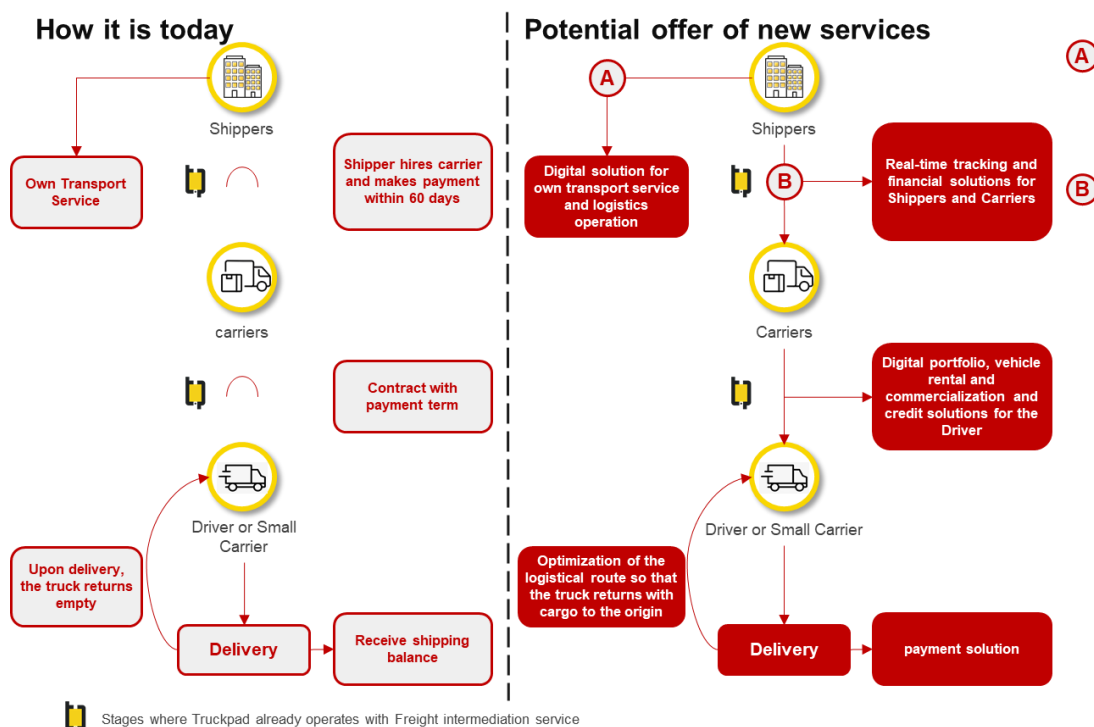 How it is today
Shippers
Own Transport
Service
Shipper hires carrier
and makes payment
within 60 days
carriers
Contract with
payment term
Driver or Small
Carrier
Upon delivery,
the truck returns
empty
Delivery
Receive shipping
balance
Potential offer of new services
A
Shippers
Digital solution for
own transport service
and logistics
operation
B
Real-time tracking and
financial solutions for
Shippers and Carriers
Carriers
Digital portfolio, vehicle
rental and
commercialization and
credit solutions for the
Driver
Driver or Small Carrier
Optimization of the
logistical route so that
the truck returns with
cargo to the origin
Delivery
payment solution
A
B
Stages where Truckpad already operates with Freight intermediation service